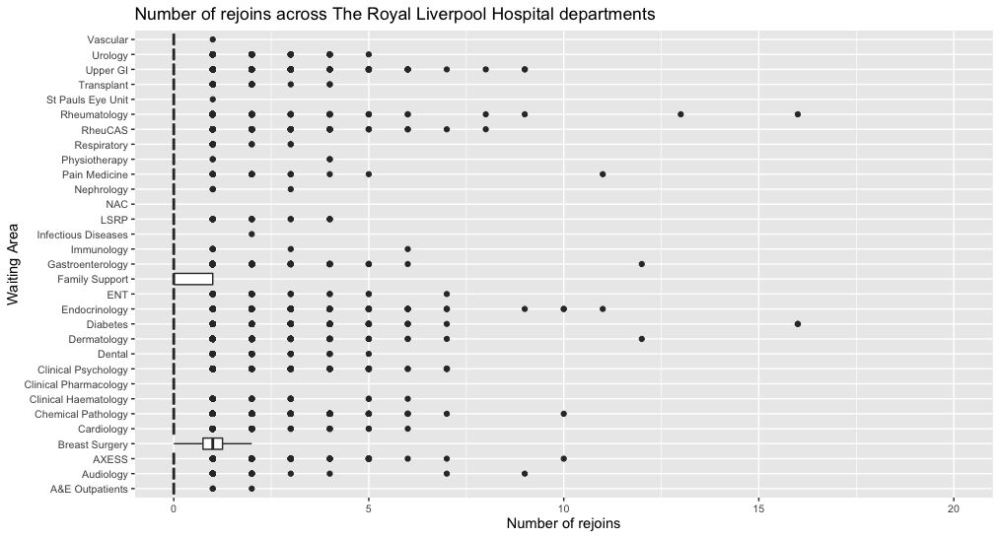 Number of rejoins across The Royal Liverpool Hospital departments
Waiting Area
Vascular
Urology
Upper GI
Transplant
St Pauls Eye Unit
Rheumatology
RheuCAS
Respiratory
Physiotherapy
Pain Medicine
Nephrology
NAC
LSRP
Infectious Diseases
Immunology
Gastroenterology
Family Support
ENT
Endocrinology
Diabetes
Dermatology
Dental
Clinical Psychology
Clinical Pharmacology
Clinical Haematology
Chemical Pathology
Cardiology
Breast Surgery
AXESS
Audiology
A&E Outpatients
0 5 10 15 20
Number of rejoins